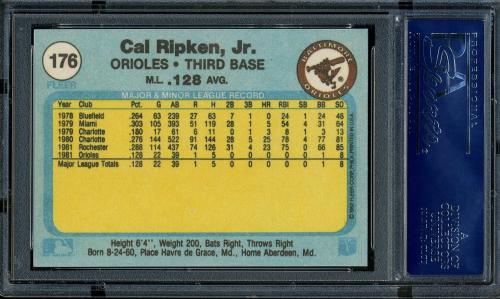 176
FLEER
Cal Ripken, Jr.
ORIOLES • THIRD BASE
M.L. .128 AVG.
BALTIMORE
ORIOLES
MAJOR & MINOR LEAGUE RECORD
Year Club Pct. G AB R H 2B 3B HR RBI SB BB SO
1978 Bluefield .264 63 239 27 63 7 1 0 24 1 24 46
1979 Miami .303 105 393 51 119 28 1 5 54 4 31 64
1979 Charlotte .180 17 61 6 11 0 1 3 8 1 3 13
1980 Charlotte .276 144 522 91 144 28 5 25 78 4 77 81
1981 Rochester .288 114 437 74 126 31 4 23 75 0 66 85
1981 Orioles .128 22 39 1 5 0 0 0 0 0 1 8
Major League Totals .128 22 39 1 5 0 0 0 0 0 1 8
Height 6'4", Weight 200, Bats Right, Throws Right
Born 8-24-60, Place Havre de Grace, Md., Home Aberdeen, Md.
PSA
A
DIVISION OF
COLLECTORS